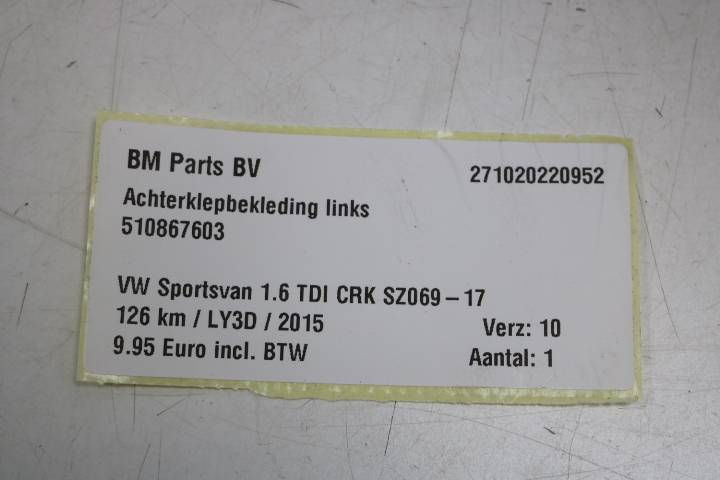 BM Parts BV 271020220952
Achterklepbekleding links
510867603
VW Sportsvan 1.6 TDI CRK SZ069 – 17
126 km / LY3D / 2015 Verz: 10
9.95 Euro incl. BTW Aantal: 1